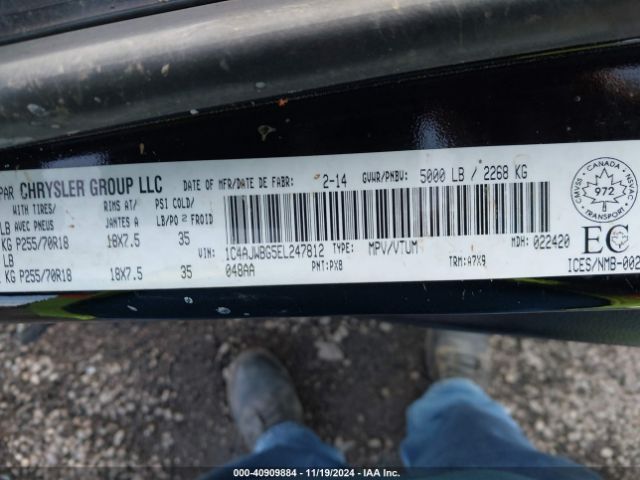 PAR CHRYSLER GROUP LLC DATE OF MFR/DATE DE FABR: 2-14 GVWR/PNBV: 5000 LB / 2268 KG
WITH TIRES/ RIMS AT/ PSI COLD/
LB AVEC PNEUS JANTES A LB/PO2 FROID
KG P255/70R18 18X7.5 35
LB
KG P255/70R18 18X7.5 35
VIN: 1C4AJWBG5EL247812 TYPE: MPV/VTUM MDH: 022420
048AA PNT:PX8 TRM:A7X9
CANADA
CMVSS NSVAC
972
TRANSPORT
EC
ICES/NMB-002
STOCK: 40909884 | 11/19/2024 | IAA Inc.